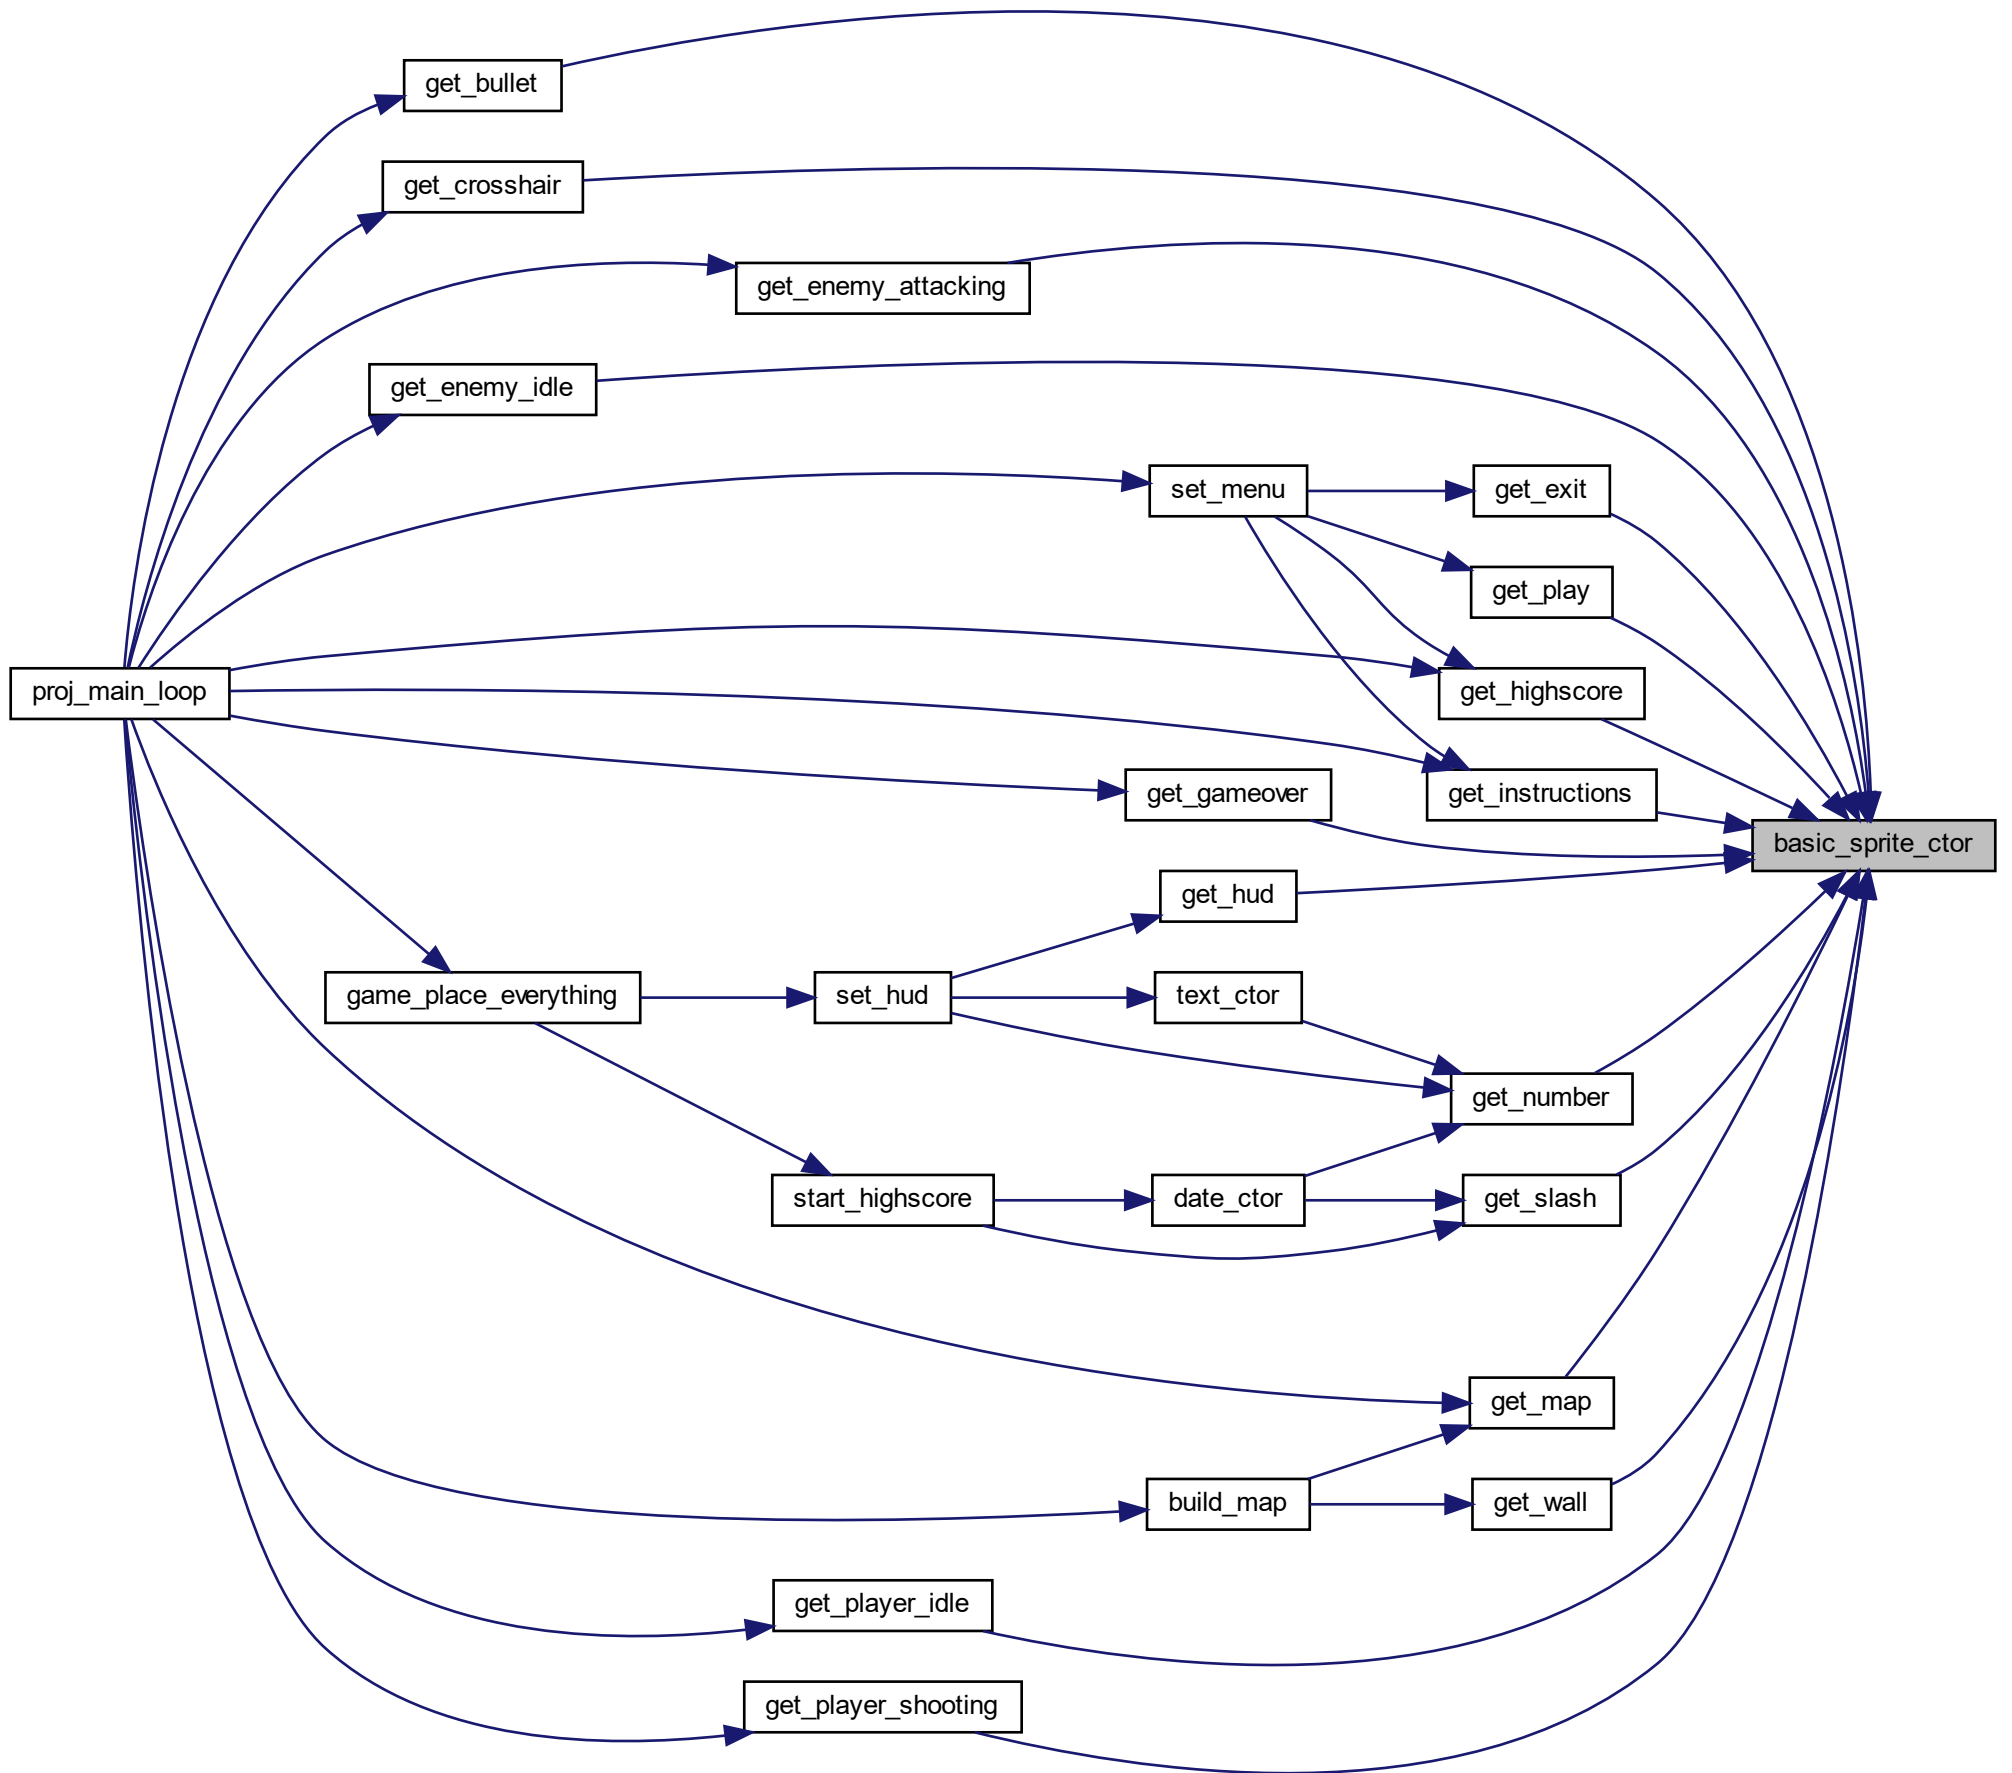 get_bullet
get_crosshair
get_enemy_attacking
get_enemy_idle
set_menu
get_exit
get_play
proj_main_loop
get_highscore
get_gameover
get_instructions
basic_sprite_ctor
get_hud
game_place_everything
set_hud
text_ctor
get_number
start_highscore
date_ctor
get_slash
get_map
build_map
get_wall
get_player_idle
get_player_shooting